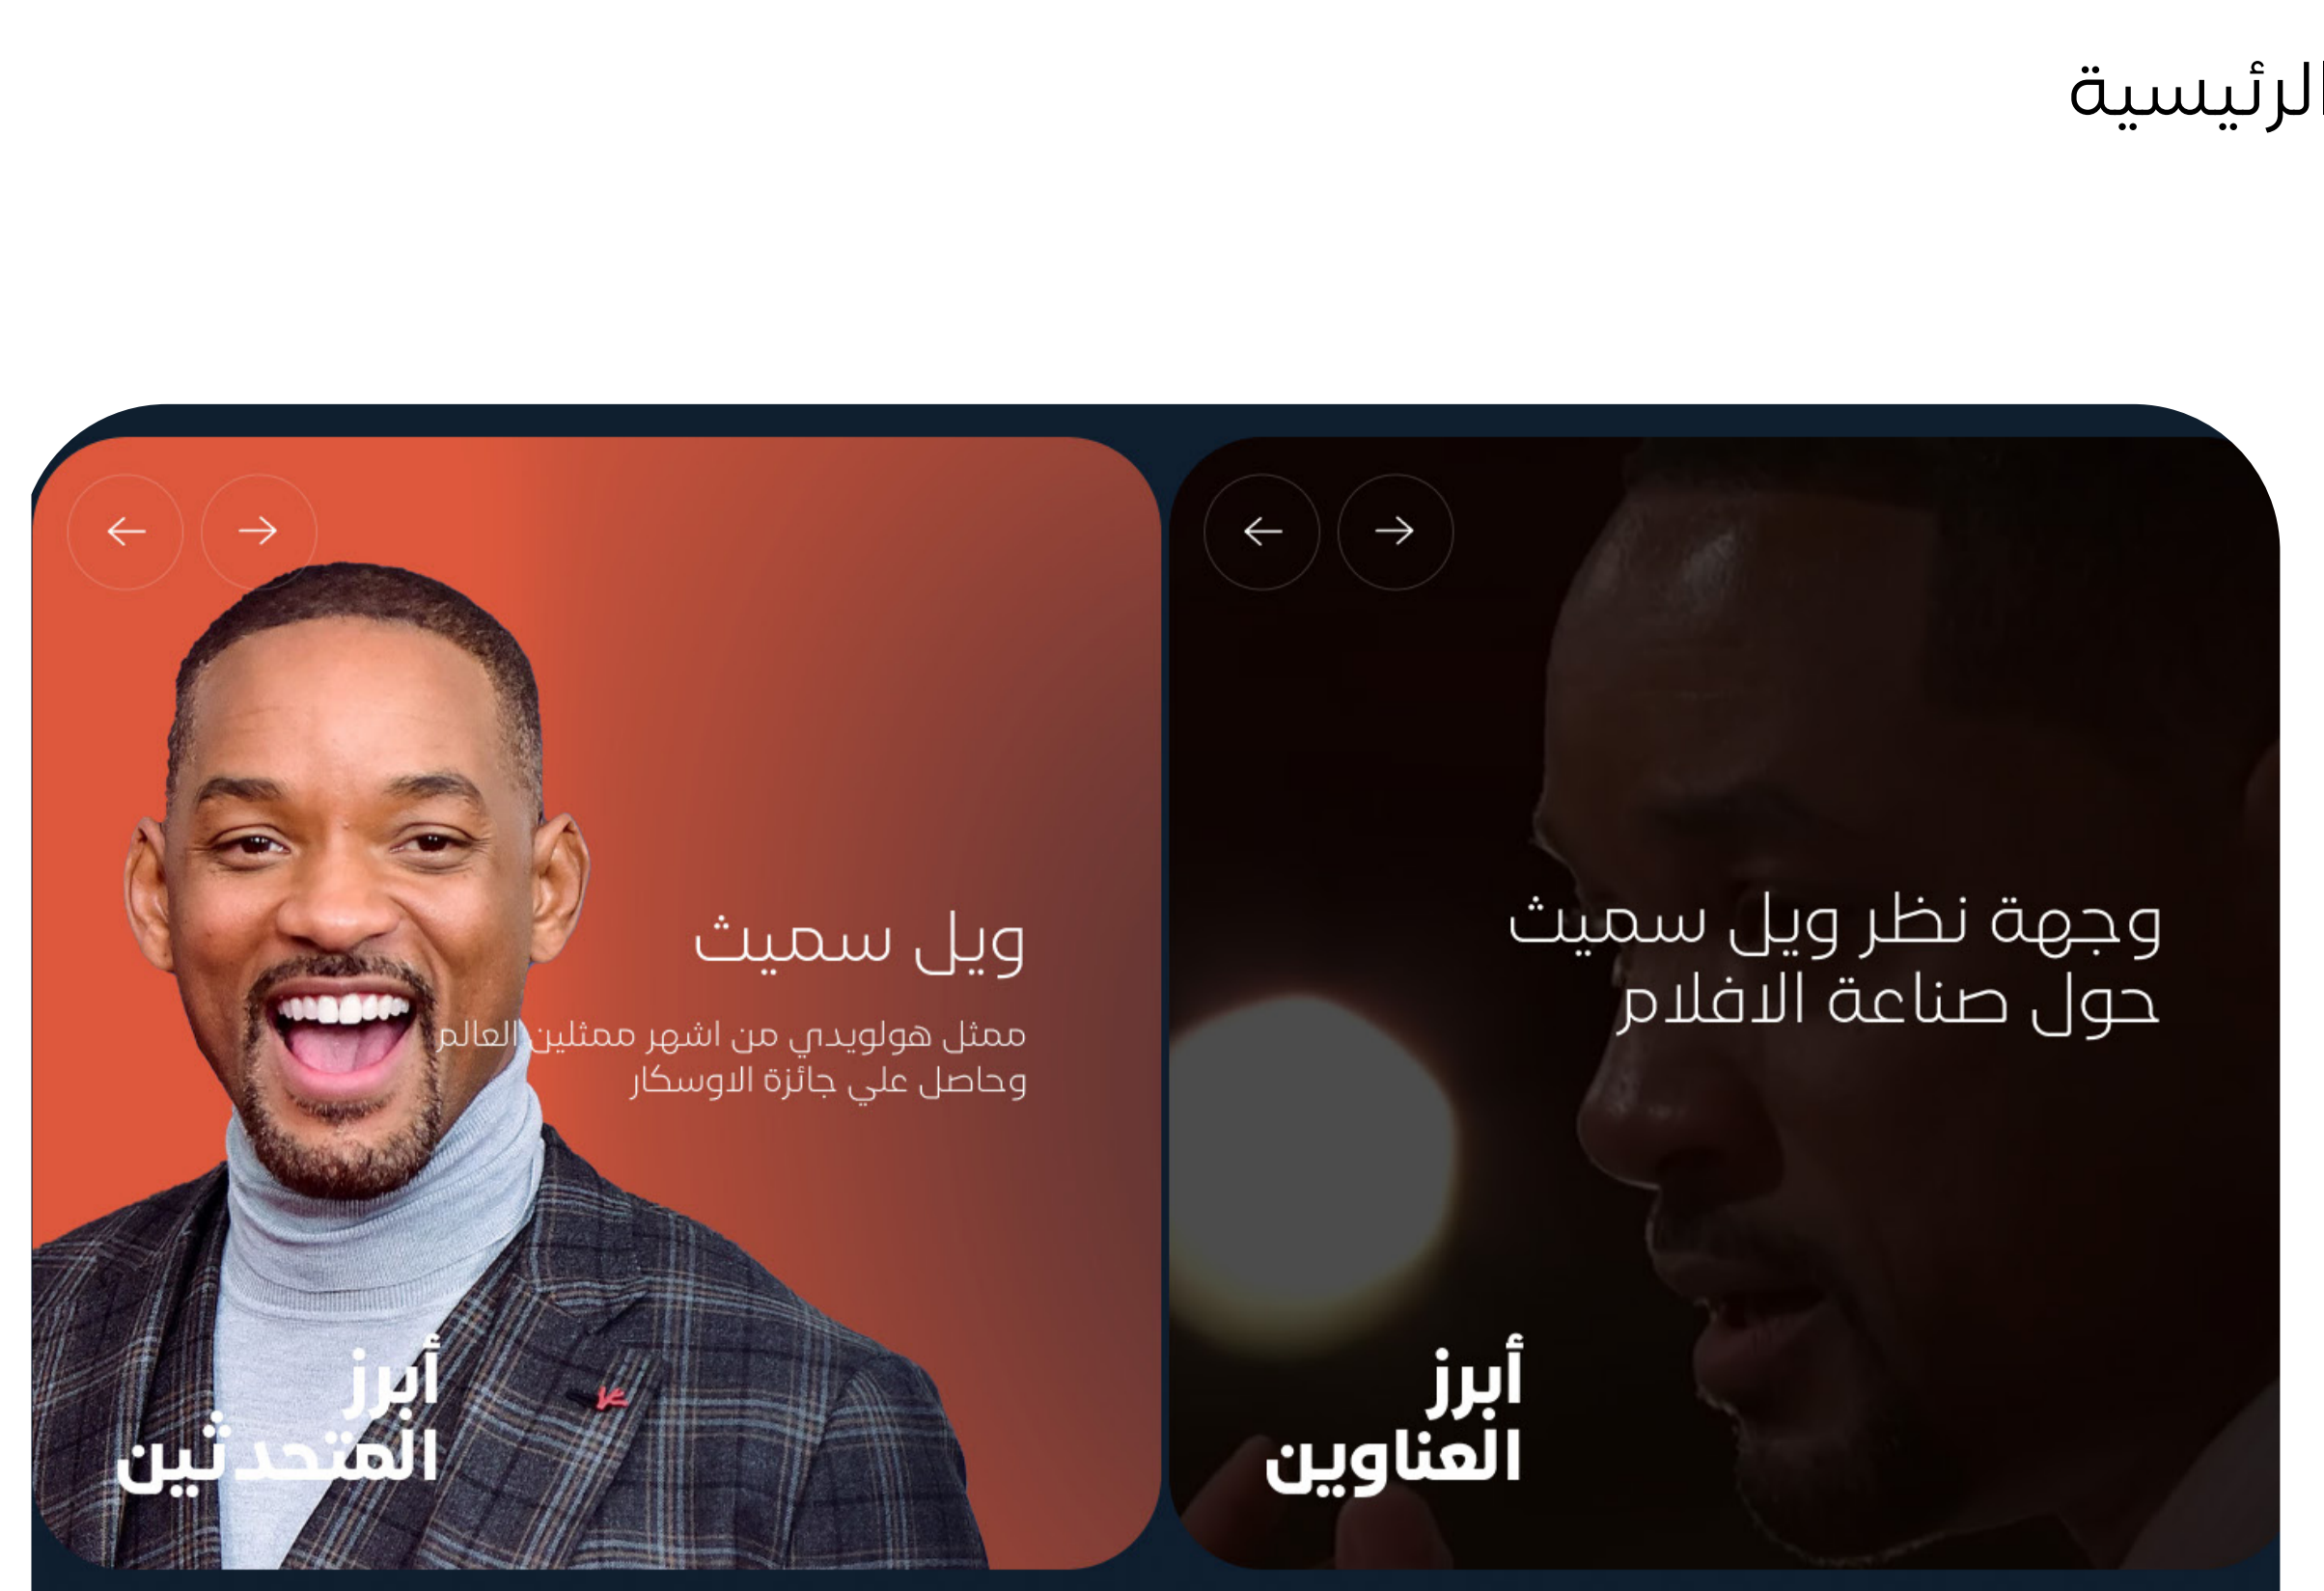 الرئيسية
وجهة نظر ويل سميث
حول صناعة الافلام
أبرز
العناوين
ويل سميث
ممثل هولويدي من اشهر ممثلين العالم
وحاصل علي جائزة الاوسكار
أبرز
المتحدثين